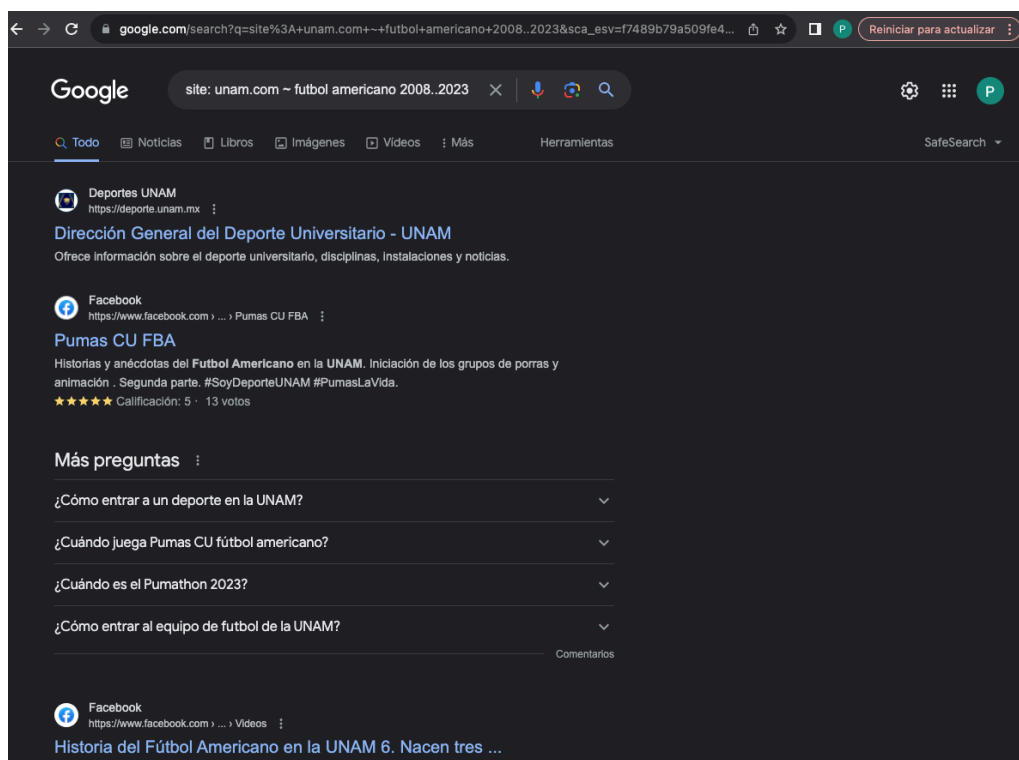 google.com/search?q=site%3A+unam.com+~+futbol+americano+2008..2023&sca_esv=f7489b79a509fe4...
P
Reiniciar para actualizar
Google
site: unam.com ~ futbol americano 2008..2023
P
Todo
Noticias
Libros
Imágenes
Vídeos
Más
Herramientas
SafeSearch
Deportes UNAM
https://deporte.unam.mx
Dirección General del Deporte Universitario - UNAM
Ofrece información sobre el deporte universitario, disciplinas, instalaciones y noticias.
Facebook
https://www.facebook.com › ... › Pumas CU FBA
Pumas CU FBA
Historias y anécdotas del Futbol Americano en la UNAM. Iniciación de los grupos de porras y
animación . Segunda parte. #SoyDeporteUNAM #PumasLaVida.
★★★★★ Calificación: 5 · 13 votos
Más preguntas
¿Cómo entrar a un deporte en la UNAM?
¿Cuándo juega Pumas CU fútbol americano?
¿Cuándo es el Pumathon 2023?
¿Cómo entrar al equipo de futbol de la UNAM?
Comentarios
Facebook
https://www.facebook.com › ... › Videos
Historia del Fútbol Americano en la UNAM 6. Nacen tres ...